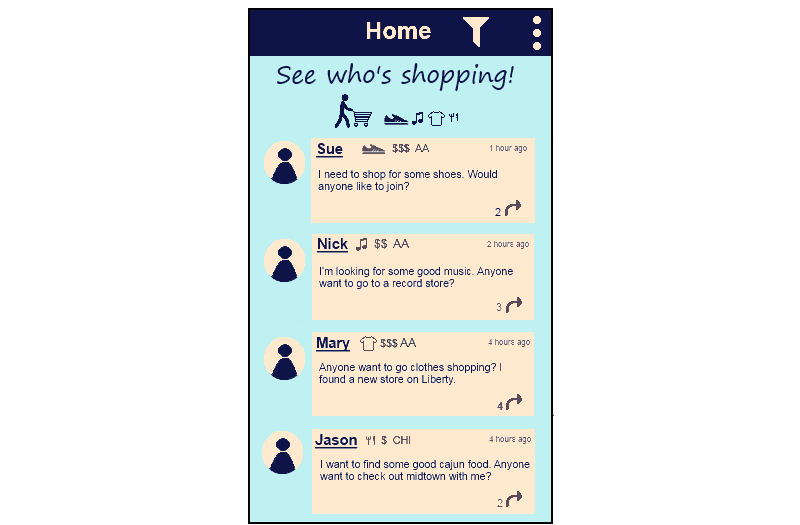 Home
See who's shopping!
Sue $$$ AA 1 hour ago
I need to shop for some shoes. Would
anyone like to join?
2
Nick $$ AA 2 hours ago
I'm looking for some good music. Anyone
want to go to a record store?
3
Mary $$$ AA 4 hours ago
Anyone want to go clothes shopping? I
found a new store on Liberty.
4
Jason $ CHI 4 hours ago
I want to find some good cajun food. Anyone
want to check out midtown with me?
2